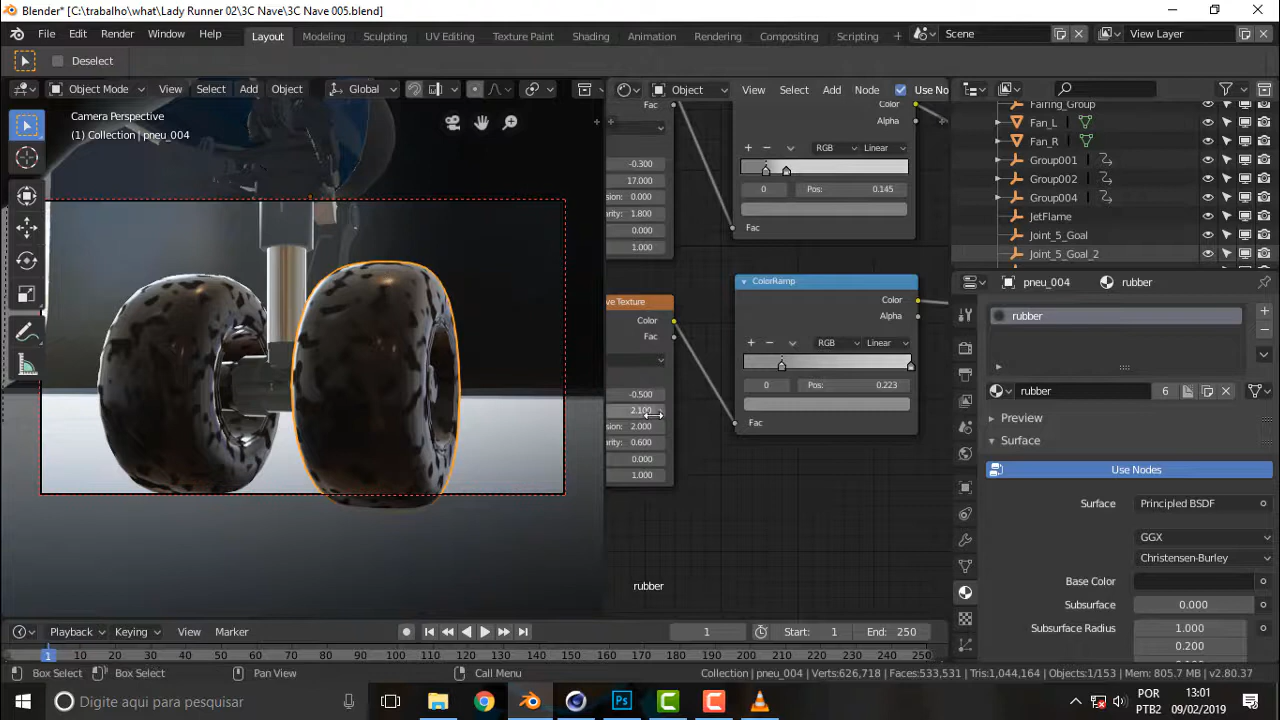 Blender* [C:\trabalho\what\Lady Runner 02\3C Nave\3C Nave 005.blend]
File Edit Render Window Help Layout Modeling Sculpting UV Editing Texture Paint Shading Animation Rendering Compositing Scripting + Scene View Layer
Deselect
Object Mode View Select Add Object Global Object View Select Add Node Use No
Camera Perspective
(1) Collection | pneu_004
Fac
-0.300
17.000
0.000
1.800
0.000
1.000
Color
Alpha
RGB Linear
0 Pos: 0.145
Fac
ve Texture
Color
Fac
-0.500
2.100
sion: 2.000
arity: 0.600
0.000
1.000
ColorRamp
Color
Alpha
RGB Linear
0 Pos: 0.223
Fac
rubber
Fairing_Group
Fan_L
Fan_R
Group001
Group002
Group004
JetFlame
Joint_5_Goal
Joint_5_Goal_2
pneu_004 rubber
rubber
rubber 6
Preview
Surface
Use Nodes
Surface Principled BSDF
GGX
Christensen-Burley
Base Color
Subsurface 0.000
Subsurface Radius 1.000
0.200
Playback Keying View Marker 1 Start: 1 End: 250
1 10 20 30 40 50 60 70 80 90 100 110 120 130 140 150 160 170 180 190 200 210 220 230 240 250
Box Select Box Select Pan View Call Menu Collection | pneu_004 | Verts:626,718 | Faces:533,531 | Tris:1,044,164 | Objects:1/153 | Mem: 805.7 MB | v2.80.37
Digite aqui para pesquisar
POR
PTB2
13:01
09/02/2019